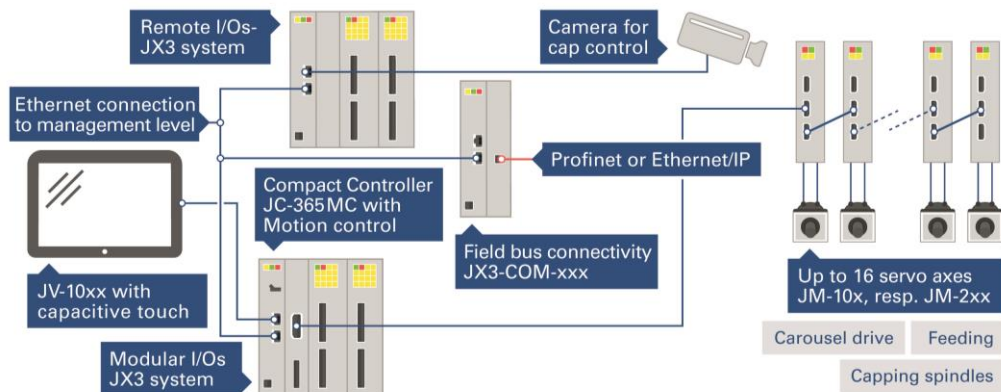 Remote I/Os-
JX3 system
Camera for
cap control
Ethernet connection
to management level
Profinet or Ethernet/IP
Compact Controller
JC-365MC with
Motion control
Field bus connectivity
JX3-COM-xxx
JV-10xx with
capacitive touch
Up to 16 servo axes
JM-10x, resp. JM-2xx
Carousel drive
Feeding
Modular I/Os
JX3 system
Capping spindles